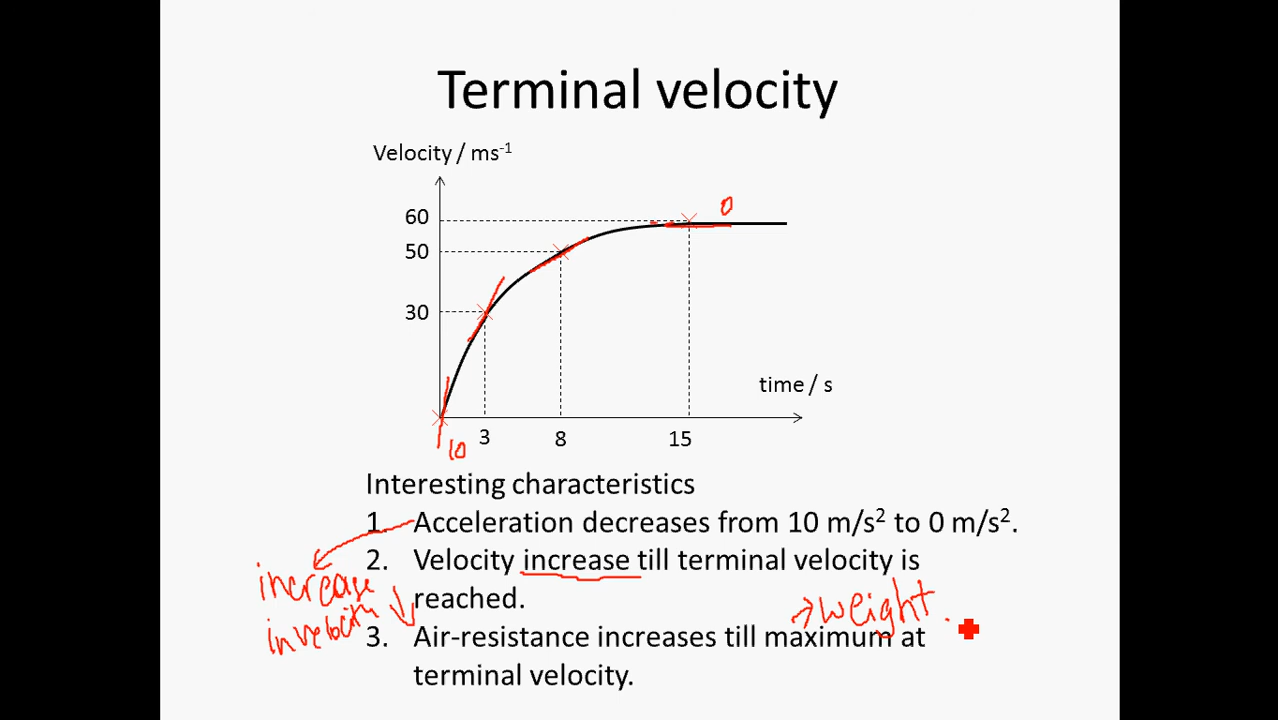 Terminal velocity
Velocity / ms⁻¹
0
60
50
30
time / s
10
3
8
15
Interesting characteristics
1. Acceleration decreases from 10 m/s² to 0 m/s².
2. Velocity increase till terminal velocity is
increase
reached.
→weight.
in velocity
3. Air-resistance increases till maximum at
terminal velocity.